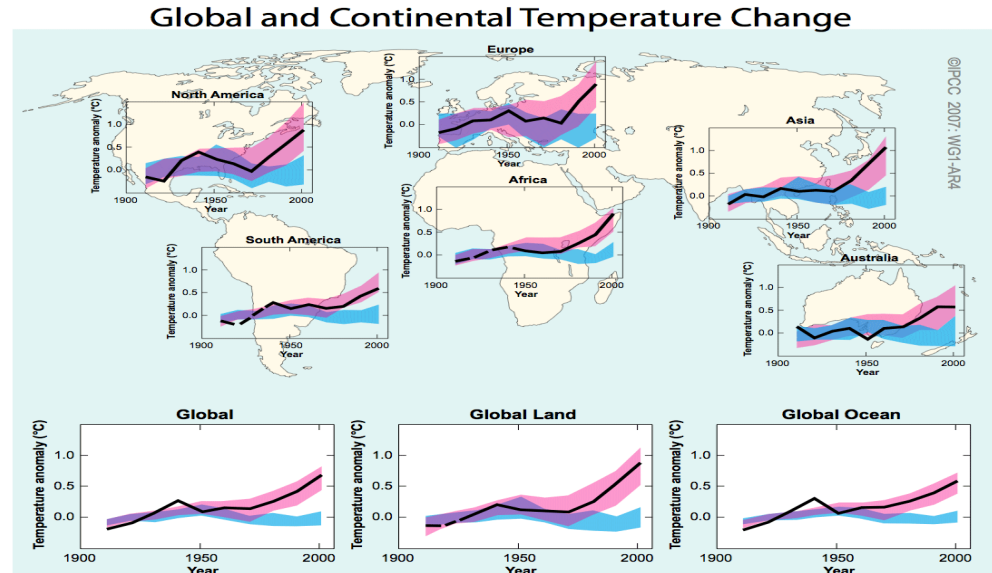 Global and Continental Temperature Change
©IPCC 2007: WG1-AR4
Europe
Temperature anomaly (°C)
1.0
0.5
0.0
1900
1950
2000
Year
North America
Temperature anomaly (°C)
1.0
0.5
0.0
1900
1950
2000
Year
Asia
Temperature anomaly (°C)
1.0
0.5
0.0
1900
1950
2000
Year
Africa
Temperature anomaly (°C)
1.0
0.5
0.0
1900
1950
2000
Year
South America
Temperature anomaly (°C)
1.0
0.5
0.0
1900
1950
2000
Year
Australia
Temperature anomaly (°C)
1.0
0.5
0.0
1900
1950
2000
Year
Global
Temperature anomaly (°C)
1.0
0.5
0.0
1900
1950
2000
Year
Global Land
Temperature anomaly (°C)
1.0
0.5
0.0
1900
1950
2000
Year
Global Ocean
Temperature anomaly (°C)
1.0
0.5
0.0
1900
1950
2000
Year